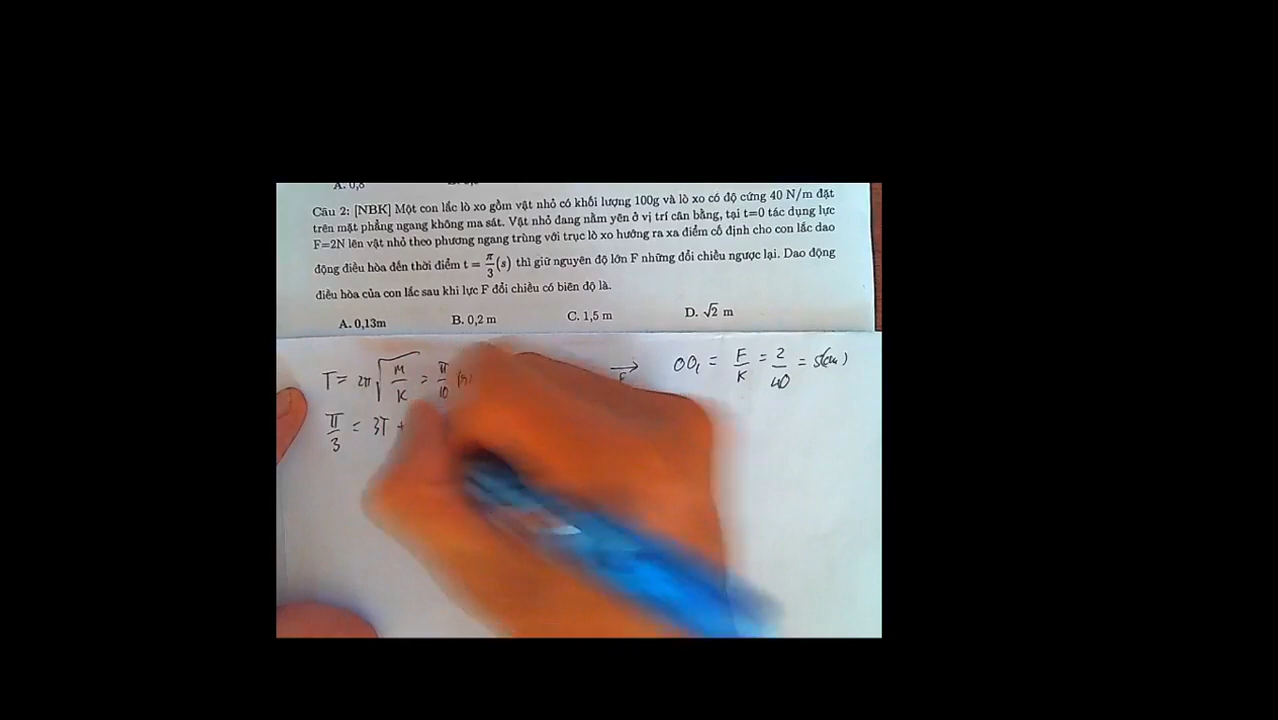 A. 0,8
Câu 2: [NBK] Một con lắc lò xo gồm vật nhỏ có khối lượng 100g và lò xo có độ cứng 40 N/m đặt
trên mặt phẳng ngang không ma sát. Vật nhỏ đang nằm yên ở vị trí cân bằng, tại t=0 tác dụng lực
F=2N lên vật nhỏ theo phương ngang trùng với trục lò xo hướng ra xa điểm cố định cho con lắc dao
động điều hòa đến thời điểm t = π/3 (s) thì giữ nguyên độ lớn F những đổi chiều ngược lại. Dao động
điều hòa của con lắc sau khi lực F đổi chiều có biên độ là.
A. 0,13m B. 0,2 m C. 1,5 m D. √2 m
T = 2π √(m/K) = π/10 (s) OO₁ = F/K = 2/40 = 5(cm)
π/3 = 3T +